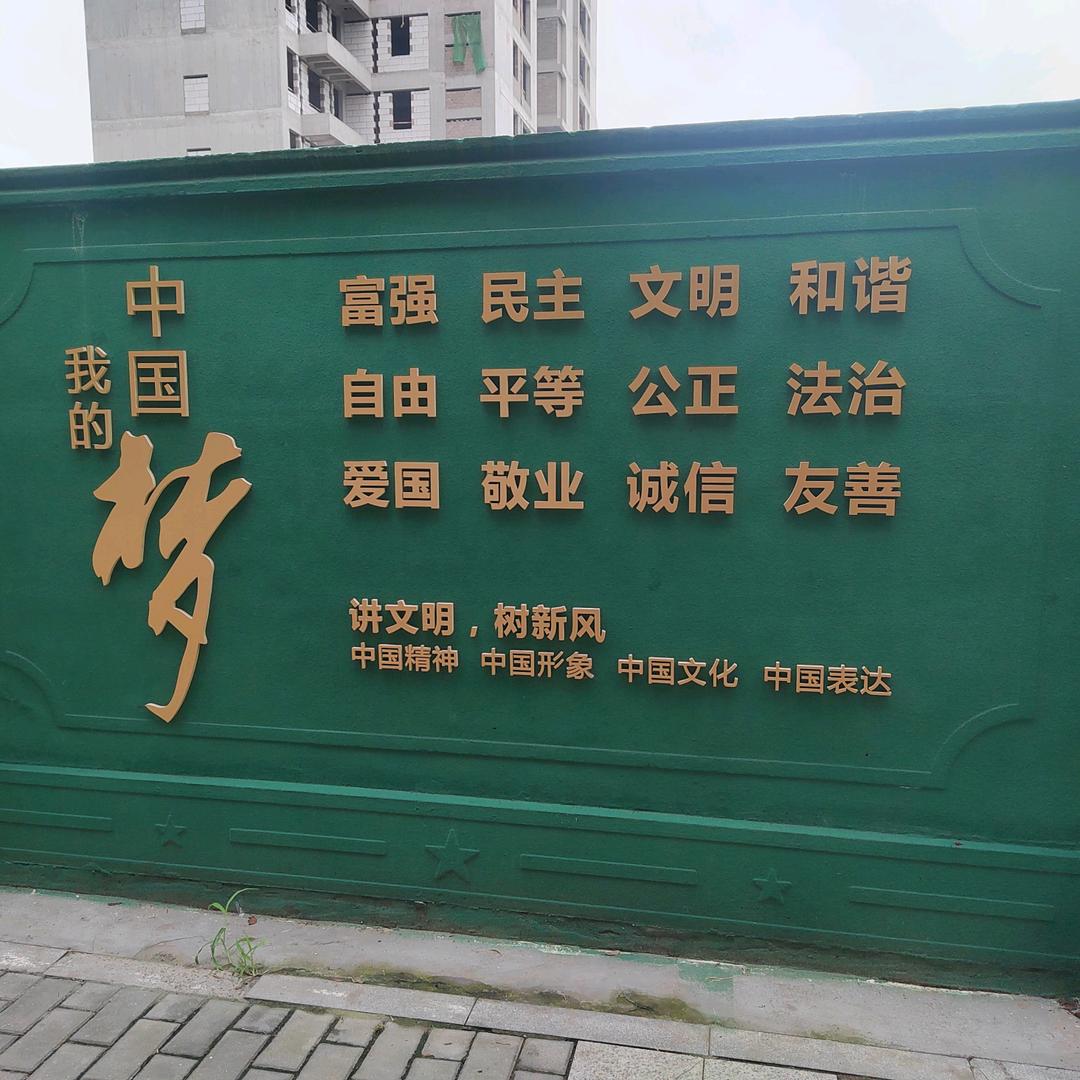 中国
我的
梦
富强 民主 文明 和谐
自由 平等 公正 法治
爱国 敬业 诚信 友善
讲文明，树新风
中国精神 中国形象 中国文化 中国表达